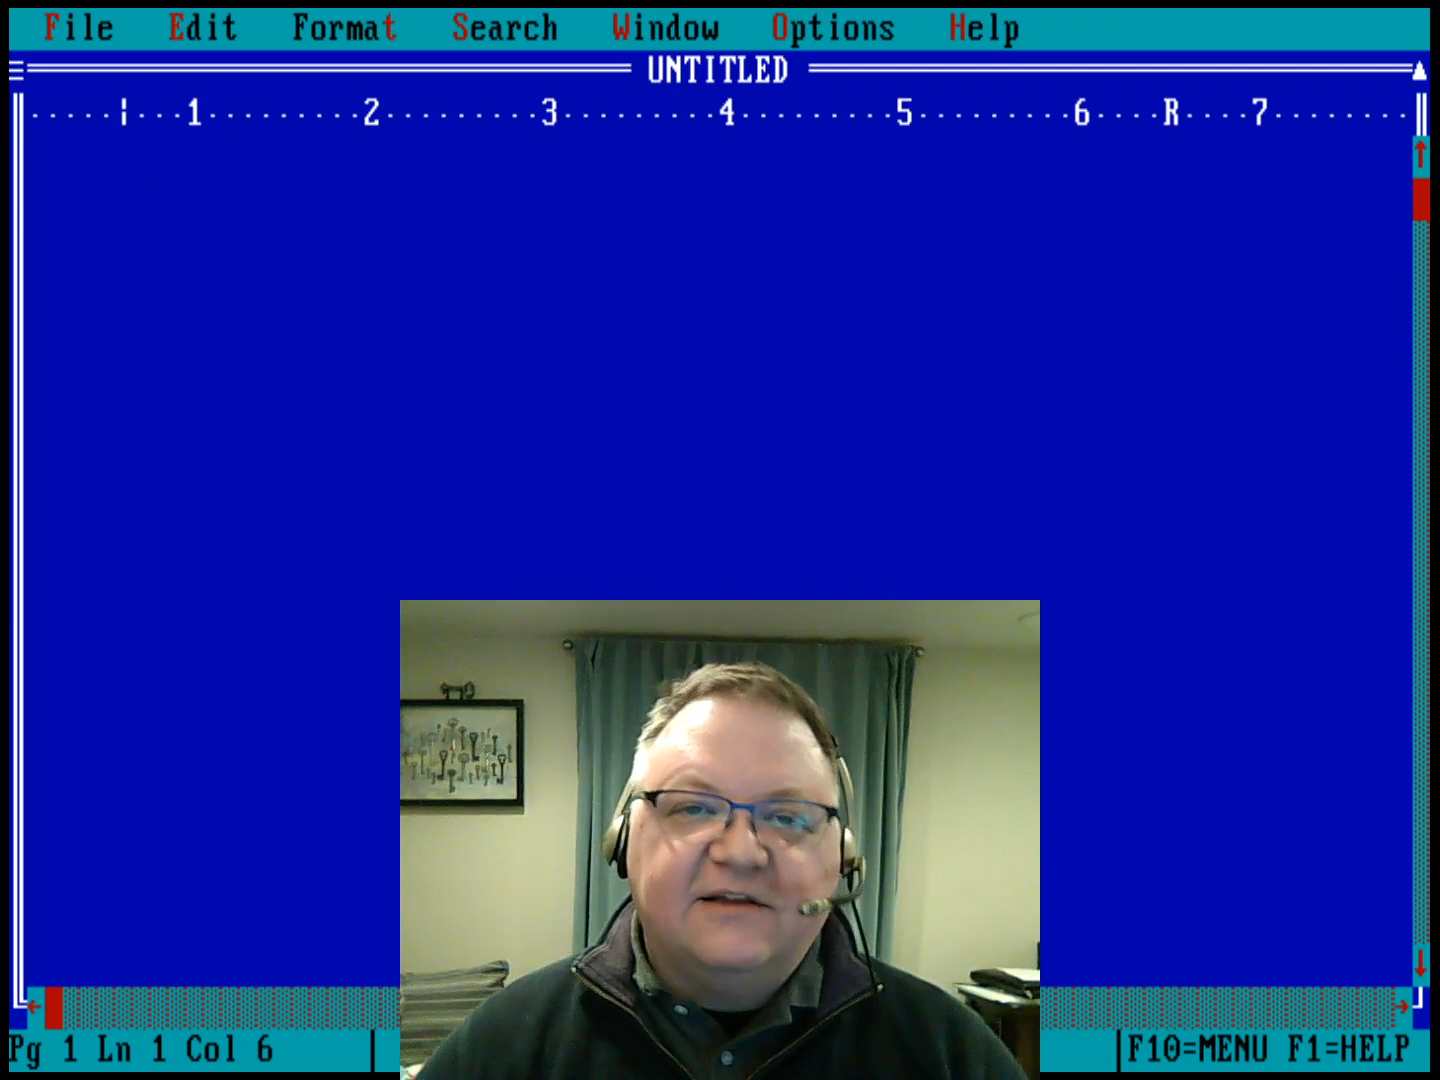 File Edit Format Search Window Options Help
UNTITLED
.....|...1.........2.........3.........4.........5.........6....R....7........
Pg 1 Ln 1 Col 6 F10=MENU F1=HELP